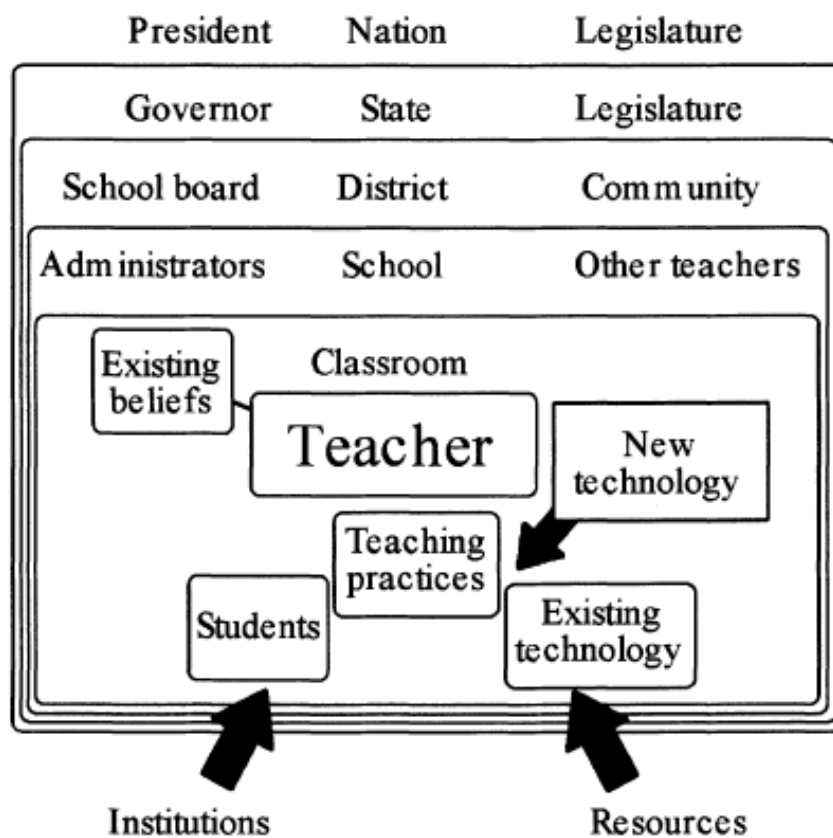 President Nation Legislature
Governor State Legislature
School board District Community
Administrators School Other teachers
Existing
beliefs
Classroom
Teacher
New
technology
Teaching
practices
Students
Existing
technology
Institutions Resources